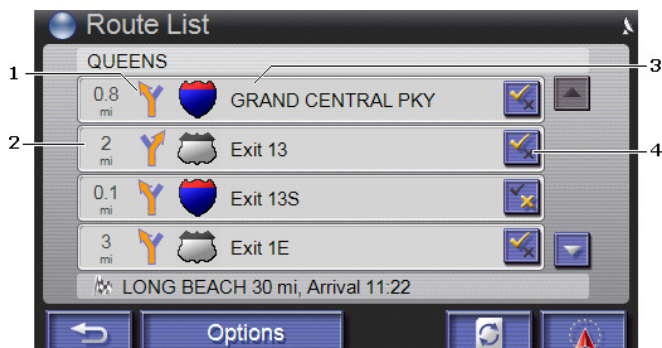 Route List
QUEENS
1
3
0.8 mi GRAND CENTRAL PKY
2
2 mi Exit 13
4
0.1 mi Exit 13S
3 mi Exit 1E
LONG BEACH 30 mi, Arrival 11:22
Options